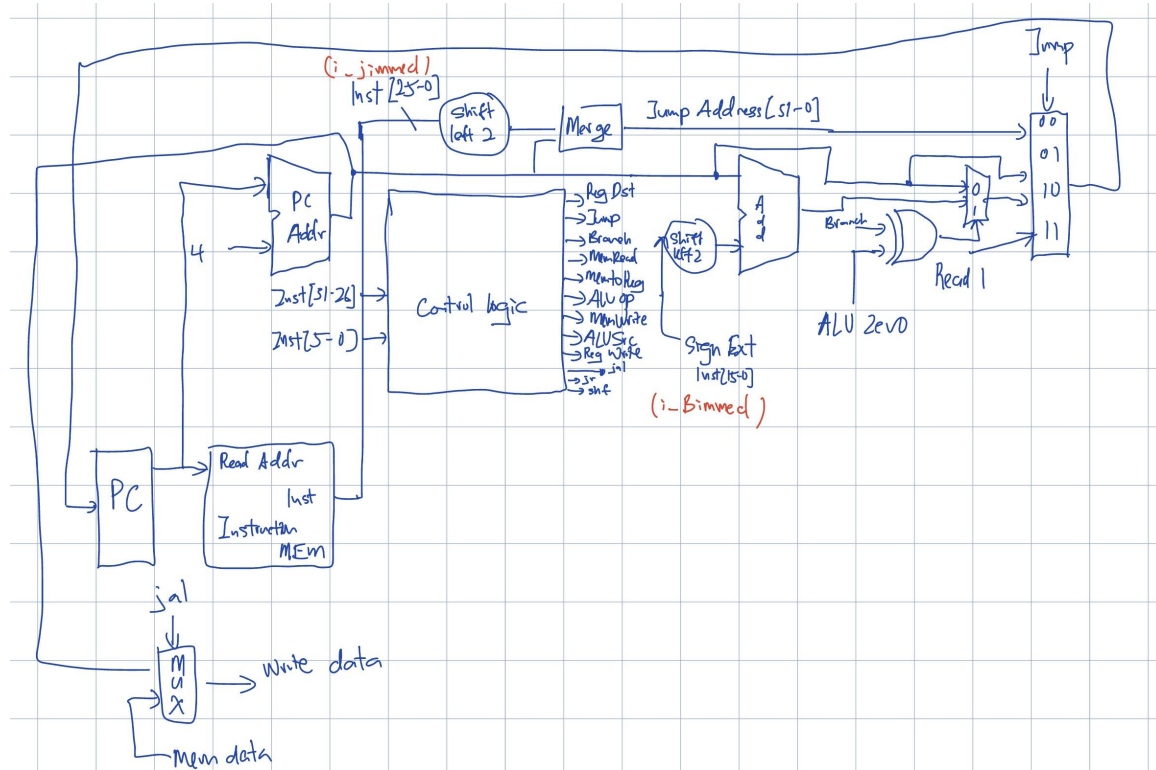 Jump
(i_jimmed)
Inst [25-0]
Shift
left 2
Merge
Jump Address[31-0]
00
01
10
11
PC
Addr
4
Inst[31-26]
Inst[5-0]
Control logic
Reg Dst
Jump
Branch
MemRead
MemtoReg
ALU op
MemWrite
ALUSrc
Reg Write
jal
jr
shf
Shift
left 2
Add
0
1
Branch
ALU zero
Read 1
Sign Ext
Inst[15-0]
(i_Bimmed)
PC
Read Addr
Inst
Instruction
MEm
jal
MUX
Write data
Mem data